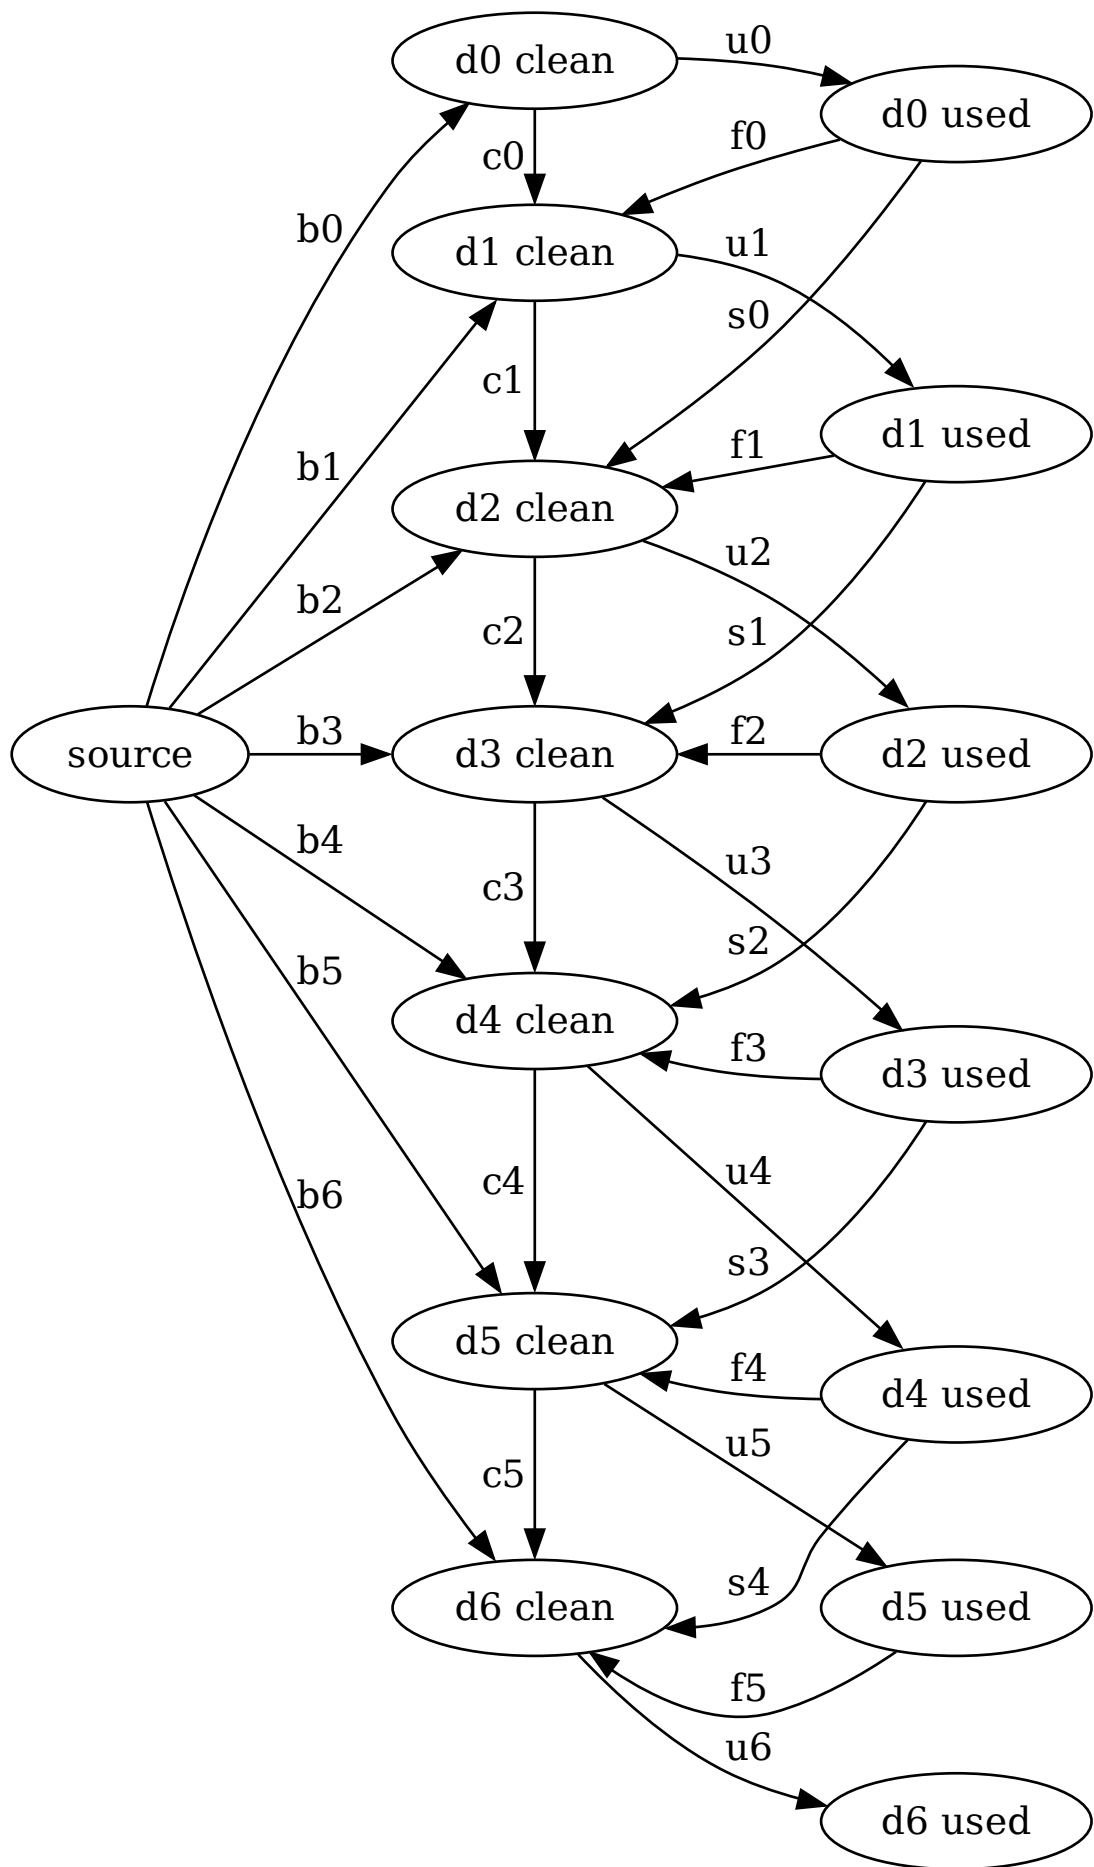 d0 clean
u0
d0 used
f0
c0
b0
d1 clean
u1
s0
c1
d1 used
f1
b1
d2 clean
u2
b2
c2
s1
source
b3
d3 clean
f2
d2 used
b4
u3
c3
s2
b5
d4 clean
f3
d3 used
u4
c4
b6
s3
d5 clean
f4
d4 used
u5
c5
s4
d6 clean
d5 used
f5
u6
d6 used